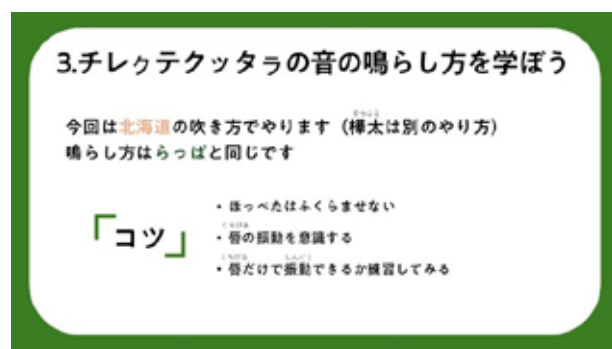 3.チレㇰテクッタㇻの音の鳴らし方を学ぼう
今回は北海道の吹き方でやります（樺太は別のやり方）
鳴らし方はらっぱと同じです
「コツ」
・ほっぺたはふくらませない
・唇の振動を意識する
・唇だけで振動できるか練習してみる